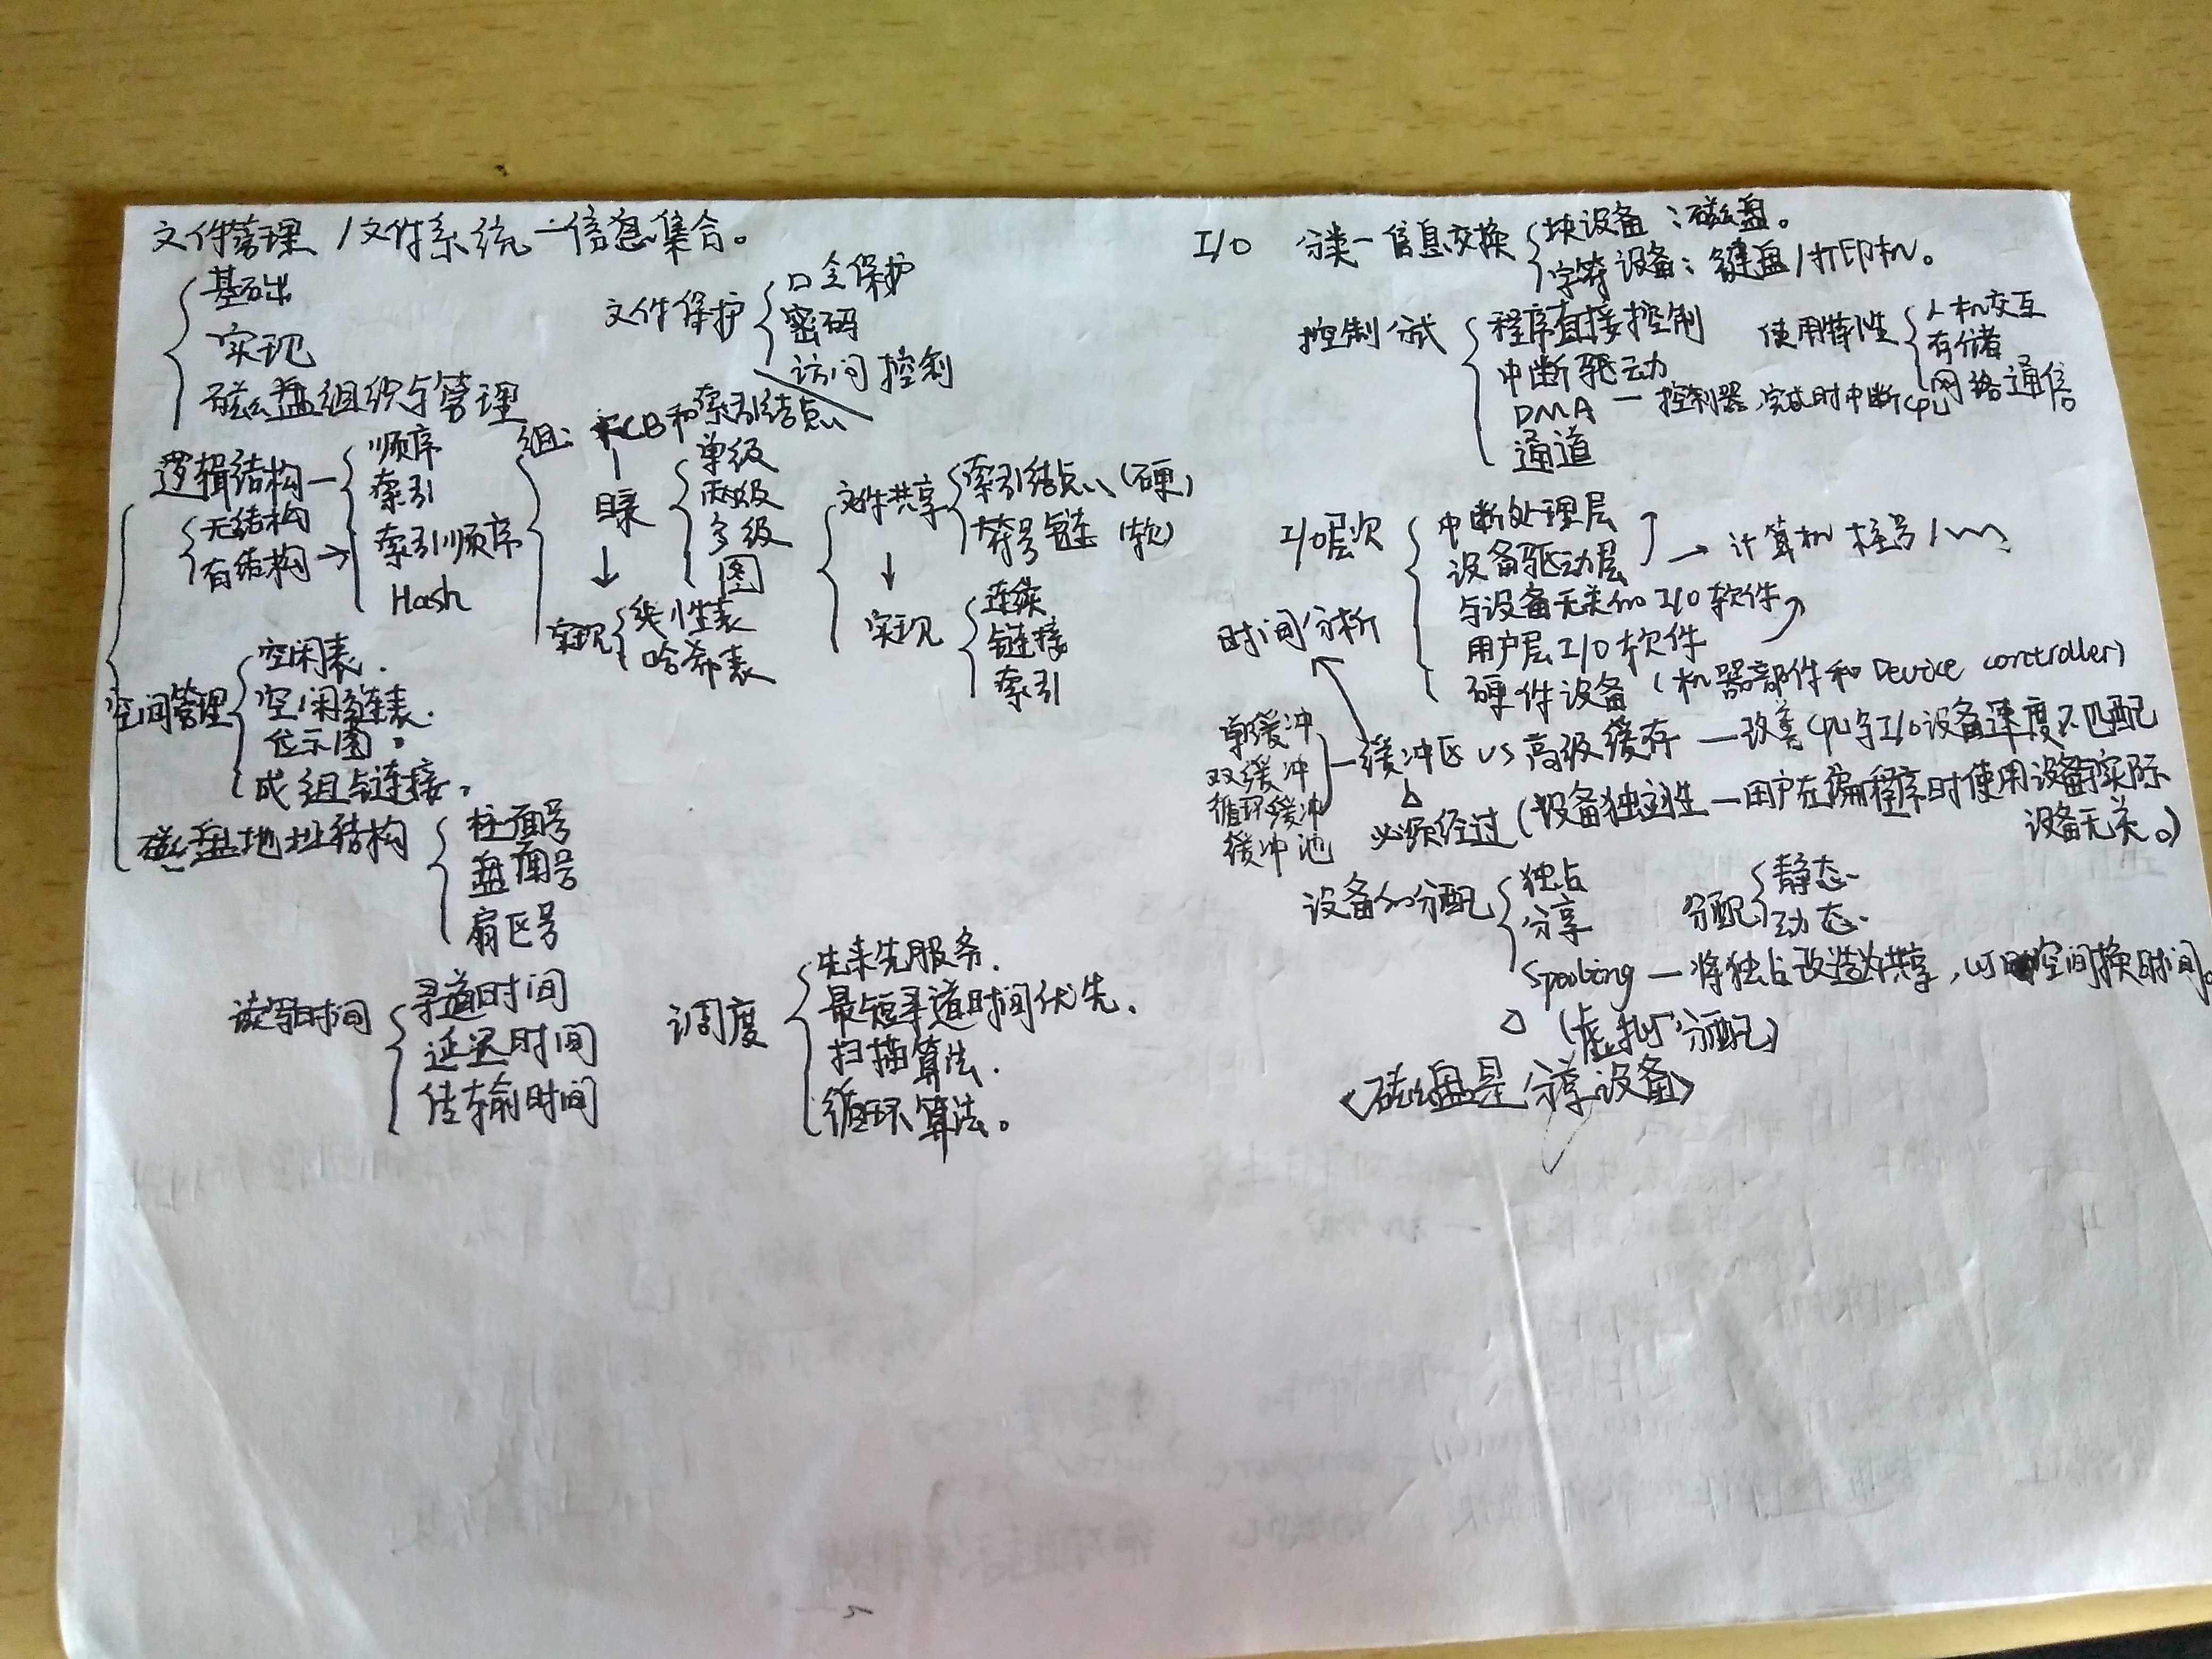 文件管理 / 文件系统 — 信息集合。
基础
实现
磁盘组织与管理
文件保护
口令保护
密码
访问控制
逻辑结构 —
无结构
有结构 →
顺序
索引
索引顺序
Hash
组:
FCB和索引结点
目录
单级
两级
多级
图
实现
线性表
哈希表
文件共享
索引结点 (硬)
符号链 (软)
实现
连续
链接
索引
空间管理
空闲表.
空闲链表.
位示图。
成组与连接。
磁盘地址结构
柱面号
盘面号
扇区号
读写时间
寻道时间
延迟时间
传输时间
调度
先来先服务.
最短寻道时间优先.
扫描算法.
循环算法。
I/O 分类 — 信息交换
块设备:磁盘。
字符设备:键盘/打印机。
控制方式
程序直接控制
中断驱动
DMA — 控制器,完成时中断CPU
通道
使用特性
人机交互
存储
网络通信
I/O层次
中断处理层
设备驱动层
与设备无关的I/O软件
用户层I/O软件
硬件设备 (机器部件和 Device controller)
→ 计算机 柱号 /
时间分析
单缓冲
双缓冲
循环缓冲
缓冲池
— 缓冲区 VS 高级缓存 — 改善CPU与I/O设备速度不匹配
必须经过 (设备独立性 — 用户在编程序时使用设备与实际
设备无关。)
设备的分配
独占
分享
Spooling — 将独占改造为共享,以空间换时间。
(虚拟分配)
分配
静态.
动态.
<磁盘是分享设备>